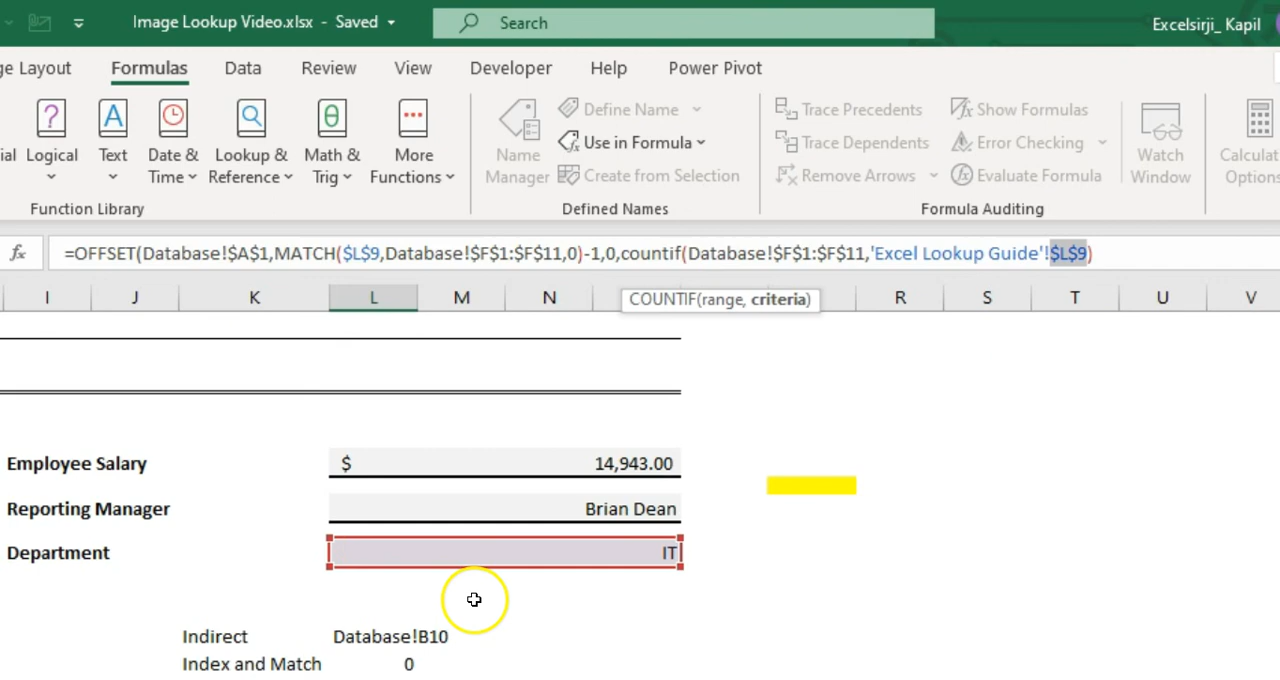 Image Lookup Video.xlsx - Saved
Search
Excelsirji_ Kapil
ge Layout
Formulas
Data
Review
View
Developer
Help
Power Pivot
ial
Logical
Text
Date &
Time
Lookup &
Reference
Math &
Trig
More
Functions
Function Library
Name
Manager
Define Name
Use in Formula
Create from Selection
Defined Names
Trace Precedents
Trace Dependents
Remove Arrows
Show Formulas
Error Checking
Evaluate Formula
Formula Auditing
Watch
Window
Calculat
Options
fx =OFFSET(Database!$A$1,MATCH($L$9,Database!$F$1:$F$11,0)-1,0,countif(Database!$F$1:$F$11,'Excel Lookup Guide'!$L$9)
COUNTIF(range, criteria)
I J K L M N R S T U V
Employee Salary $ 14,943.00
Reporting Manager Brian Dean
Department IT
Indirect Database!B10
Index and Match 0